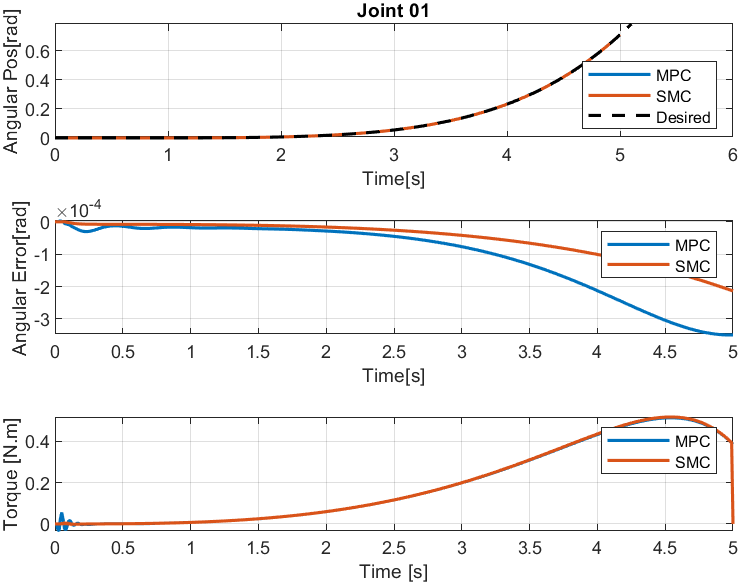 Joint 01
Angular Pos[rad]
0.6
0.4
0.2
0
MPC
SMC
Desired
0 1 2 3 4 5 6
Time[s]
×10-4
Angular Error[rad]
0
-1
-2
-3
MPC
SMC
0 0.5 1 1.5 2 2.5 3 3.5 4 4.5 5
Time[s]
Torque [N.m]
0.4
0.2
0
MPC
SMC
0 0.5 1 1.5 2 2.5 3 3.5 4 4.5 5
Time [s]